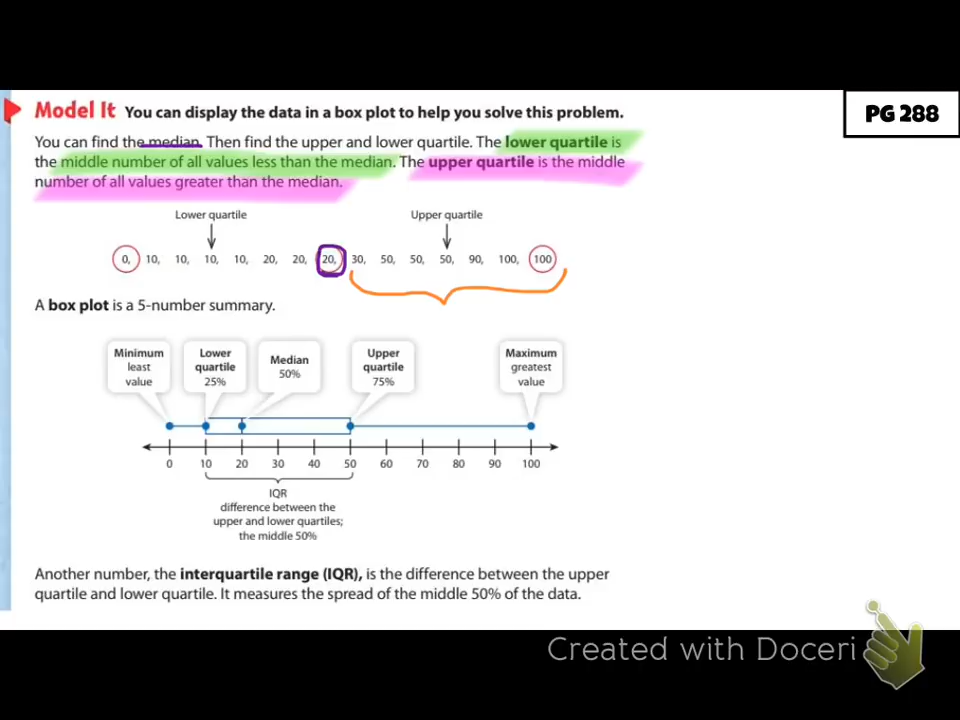 PG 288
Model It You can display the data in a box plot to help you solve this problem.
You can find the median. Then find the upper and lower quartile. The lower quartile is
the middle number of all values less than the median. The upper quartile is the middle
number of all values greater than the median.
Lower quartile Upper quartile
0, 10, 10, 10, 10, 20, 20, 20, 30, 50, 50, 50, 90, 100, 100
A box plot is a 5-number summary.
Minimum
least
value
Lower
quartile
25%
Median
50%
Upper
quartile
75%
Maximum
greatest
value
0 10 20 30 40 50 60 70 80 90 100
IQR
difference between the
upper and lower quartiles;
the middle 50%
Another number, the interquartile range (IQR), is the difference between the upper
quartile and lower quartile. It measures the spread of the middle 50% of the data.
Created with Doceri